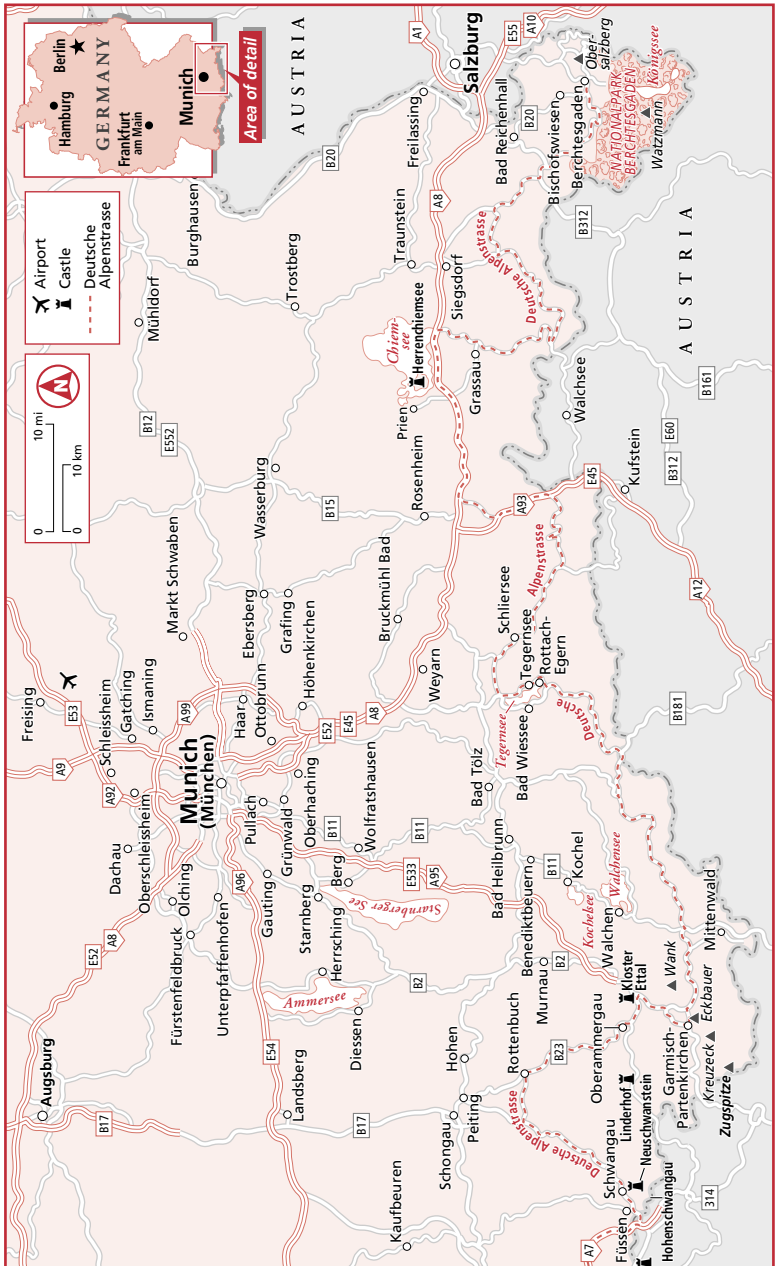 Augsburg
E52
A8
B17
Dachau
Oberschleissheim
Olching
Fürstenfeldbruck
Unterpfaffenhofen
A9
A92
Freising
E53
Schleissheim
Gatching
Ismaning
A99
Munich
(München)
Markt Schwaben
0
10 mi
0
10 km
N
Airport
Castle
Deutsche
Alpenstrasse
Berlin
Hamburg
GERMANY
Frankfurt
am Main
Munich
Area of detail
B12
E552
Mühldorf
Burghausen
B20
AUSTRIA
E54
Landsberg
B17
Kaufbeuren
Ammersee
Herrsching
Diessen
A96
Gauting
Starnberg
Berg
Starnberger See
Pullach
Grünwald
Oberhaching
B11
Wolfratshausen
Haar
Ottobrunn
Höhenkirchen
E52
E45
A8
Ebersberg
Grafing
Wasserburg
B15
Trostberg
Bruckmühl Bad
Weyarn
Rosenheim
Prien
Chiem-
see
Herrenchiemsee
Grassau
Traunstein
Siegsdorf
A8
Freilassing
A1
Salzburg
E55
A10
Schongau
Peiting
Hohen
Rottenbuch
B2
E533
A95
B11
Bad Heilbrunn
Benediktbeuern
Murnau
B2
B23
B11
Kochel
Kochelsee
Walchensee
Walchen
Bad Tölz
Tegernsee
Bad Wiessee
Tegernsee
Rottach-
Egern
Schliersee
Deutsche
Alpenstrasse
A93
E45
Kufstein
Walchsee
Deutsche Alpenstrasse
Bad Reichenhall
B20
Bischofswiesen
Berchtesgaden
Ober-
salzberg
NATIONALPARK
BERCHTESGADEN
Königssee
Watzmann
B312
AUSTRIA
Deutsche Alpenstrasse
Oberammergau
Kloster
Ettal
Linderhof
Schwangau
Neuschwanstein
Füssen
A7
Hohenschwangau
314
Garmisch-
Partenkirchen
Wank
Eckbauer
Kreuzeck
Zugspitze
Mittenwald
B181
A12
E60
B312
B161